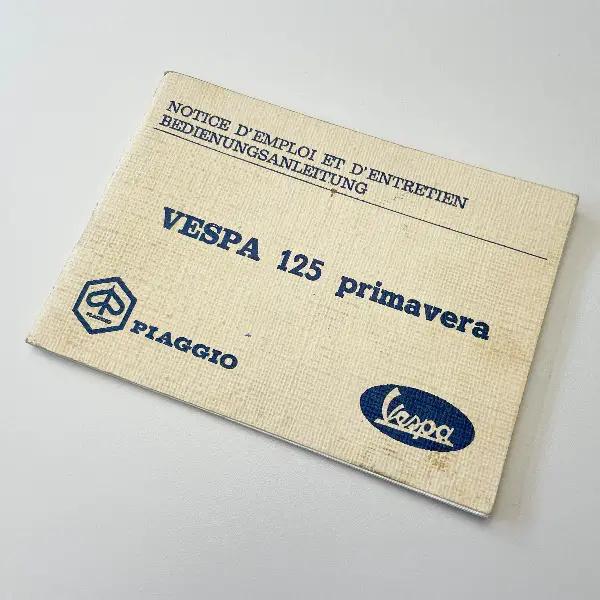 NOTICE D'EMPLOI ET D'ENTRETIEN
BEDIENUNGSANLEITUNG
VESPA 125 primavera
PIAGGIO
Vespa